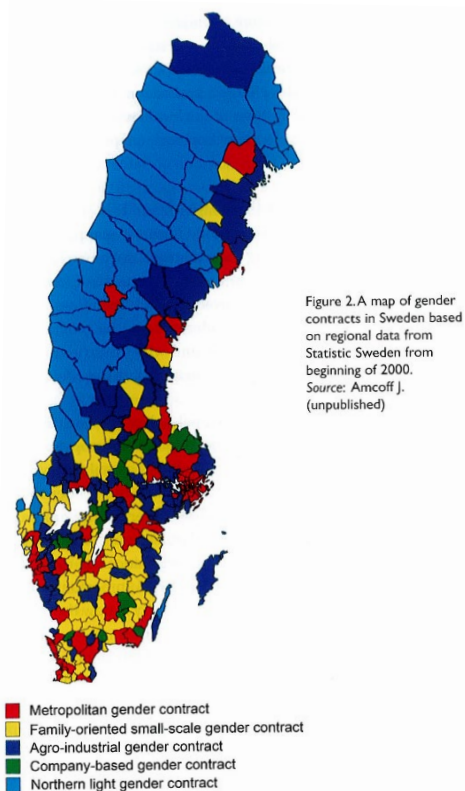 Figure 2. A map of gender
contracts in Sweden based
on regional data from
Statistic Sweden from
beginning of 2000.
Source: Amcoff J.
(unpublished)
Metropolitan gender contract
Family-oriented small-scale gender contract
Agro-industrial gender contract
Company-based gender contract
Northern light gender contract